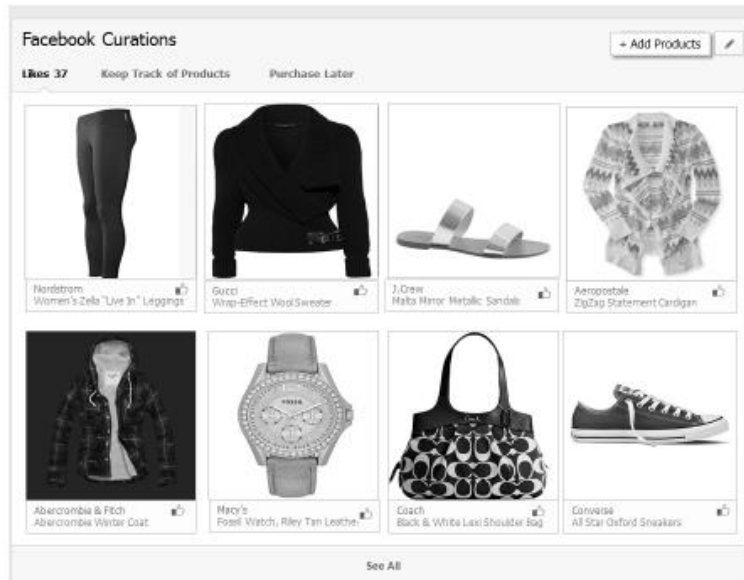 Facebook Curations
+ Add Products
Likes 37 Keep Track of Products Purchase Later
Nordstrom
Women's Zella "Live In" Leggings
Gucci
Wrap-Effect Wool Sweater
J.Crew
Malta Mirror Metallic Sandals
Aeropostale
ZigZag Statement Cardigan
FOSSIL
Coach
Abercrombie & Fitch
Abercrombie Winter Coat
Macy's
Fossil Watch, Riley Tan Leather
Coach
Black & White Lexi Shoulder Bag
Converse
All Star Oxford Sneakers
See All